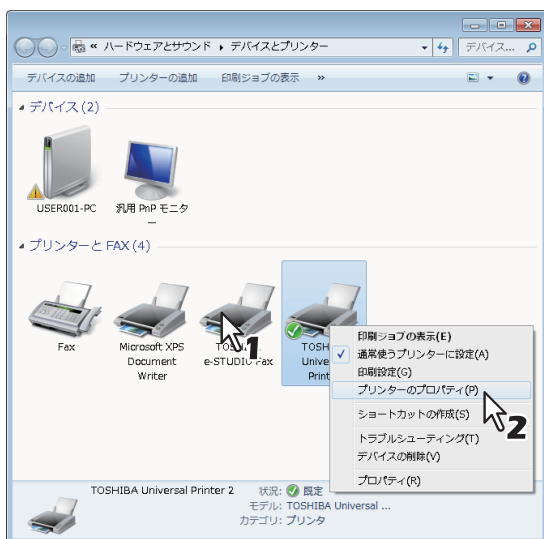 « ハードウェアとサウンド ▸ デバイスとプリンター
デバイス...
デバイスの追加 プリンターの追加 印刷ジョブの表示 »
デバイス (2)
USER001-PC
汎用 PnP モニター
プリンターと FAX (4)
Fax
Microsoft XPS
Document
Writer
e-STUDIO Fax
TOSH
Unive
Print
1
印刷ジョブの表示(E)
通常使うプリンターに設定(A)
印刷設定(G)
プリンターのプロパティ(P)
ショートカットの作成(S)
トラブルシューティング(T)
デバイスの削除(V)
プロパティ(R)
2
TOSHIBA Universal Printer 2 状況: 既定
モデル: TOSHIBA Universal ...
カテゴリ: プリンタ